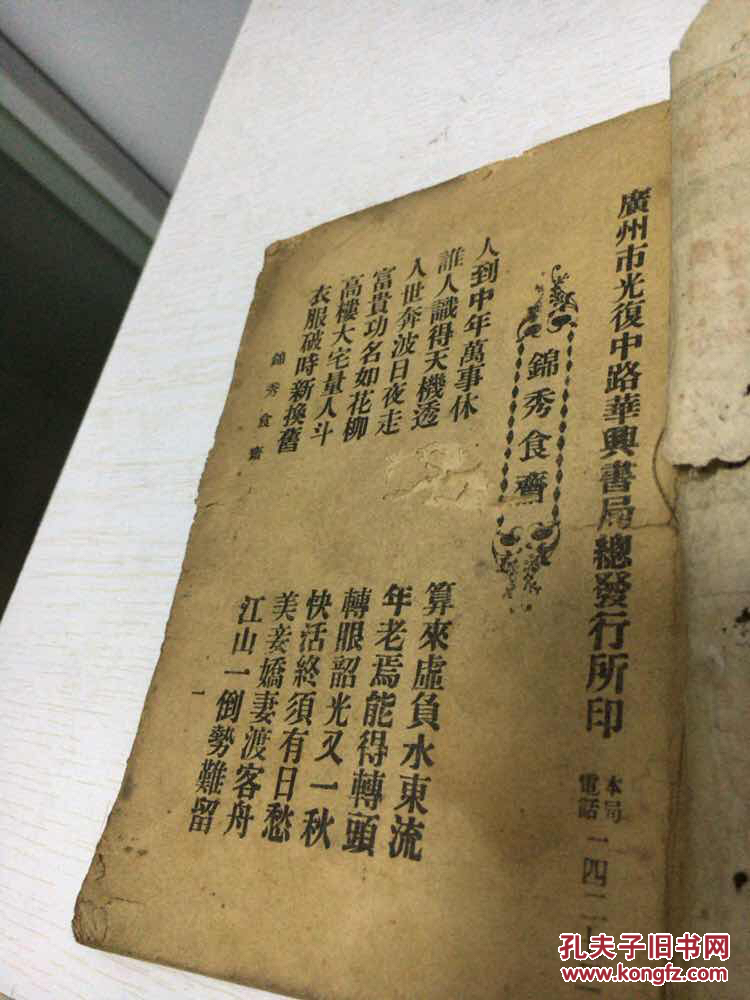 廣州市光復中路華興書局總發行所印
本局
電話
一四二
錦秀食齋
人到中年萬事休
算來虛負水東流
誰人識得天機透
年老焉能得轉頭
人世奔波日夜走
轉眼韶光又一秋
富貴功名如花柳
快活終須有日愁
高樓大宅量人斗
美妾嬌妻渡客舟
衣服破時新換舊
江山一倒勢難留
錦秀食齋
一
孔夫子旧书网
www.kongfz.com